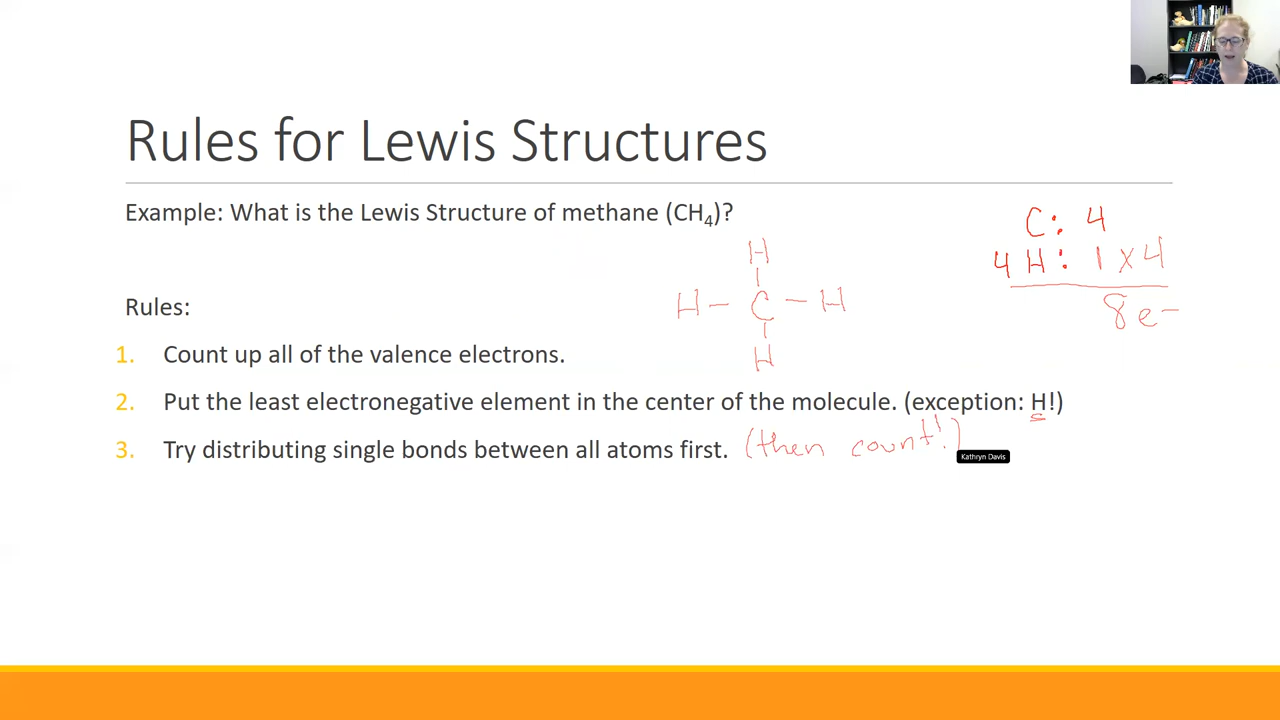 Rules for Lewis Structures
Example: What is the Lewis Structure of methane (CH₄)?
C: 4
4 H: 1 x 4
8 e-
H
H - C - H
H
Rules:
1. Count up all of the valence electrons.
2. Put the least electronegative element in the center of the molecule. (exception: H!)
3. Try distributing single bonds between all atoms first. (then count!)
Kathryn Davis